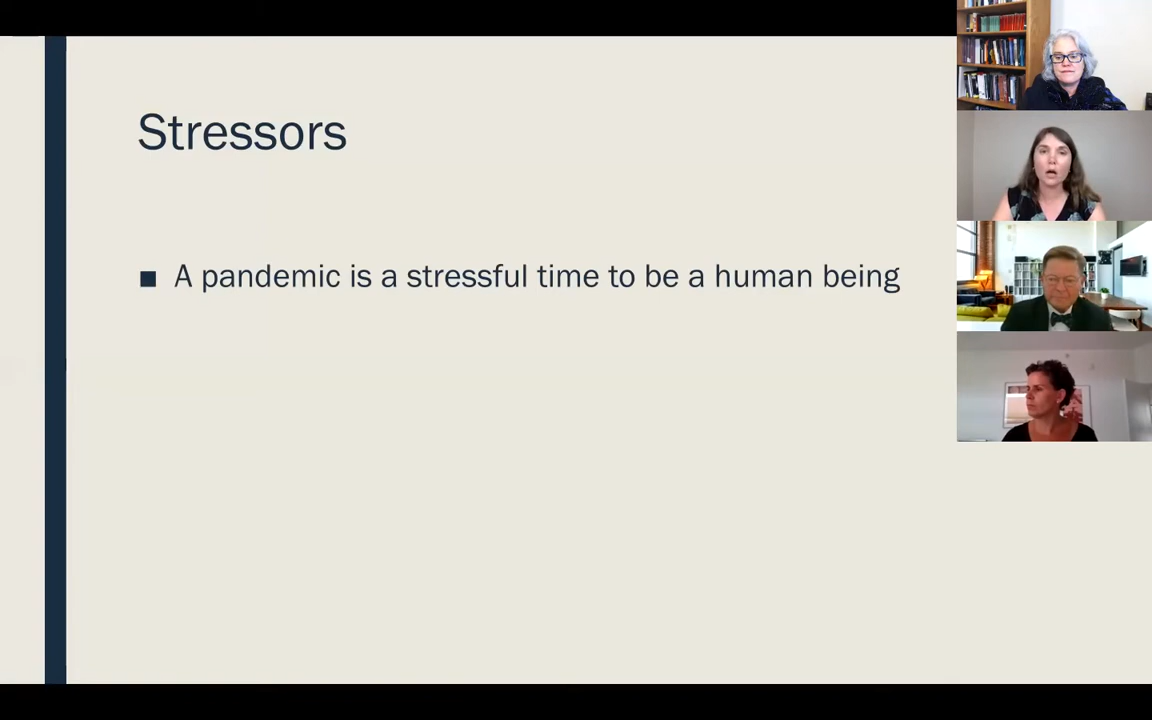 Stressors
■ A pandemic is a stressful time to be a human being